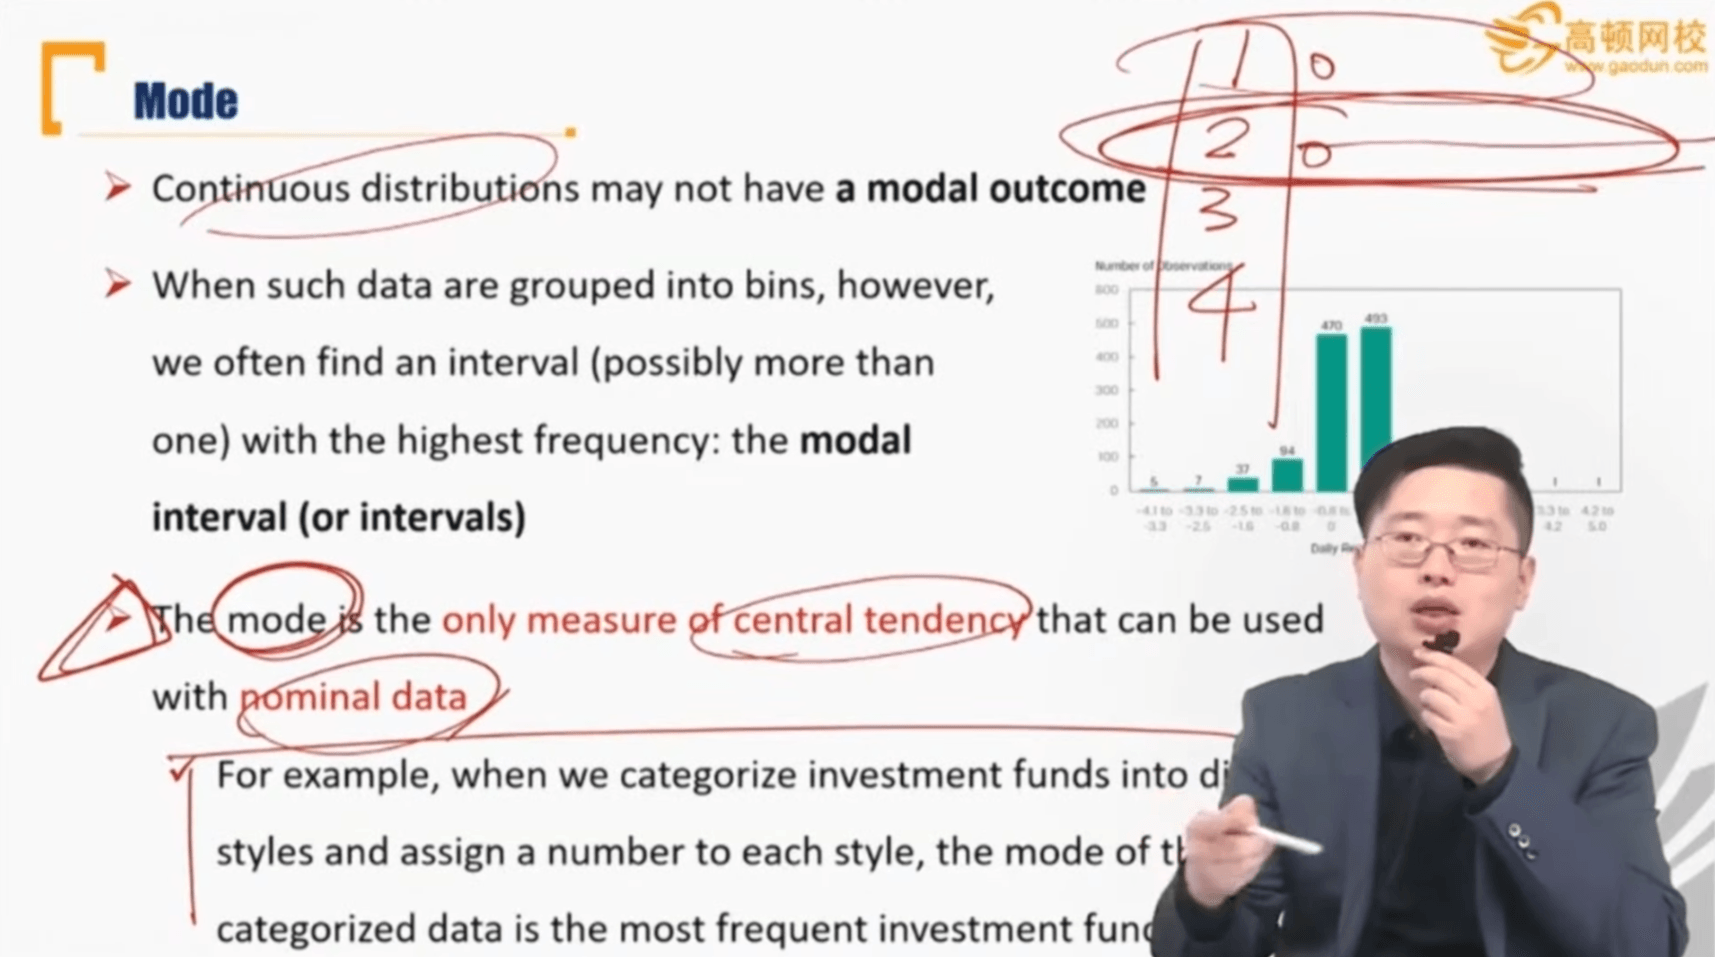 高顿网校
www.gaodun.com
Mode
Continuous distributions may not have a modal outcome
When such data are grouped into bins, however,
we often find an interval (possibly more than
one) with the highest frequency: the modal
interval (or intervals)
The mode is the only measure of central tendency that can be used
with nominal data
For example, when we categorize investment funds into
styles and assign a number to each style, the mode of
categorized data is the most frequent investment
1 0
2 0
3
4
Number of Observations
600
500
400
300
200
100
0
5 7 37 94 470 493 1 1
-4.1 to -3.3 to -2.5 to -1.6 to -0.8 to 3.3 to 4.2 to
-3.3 -2.5 -1.6 -0.8 0 4.2 5.0
Daily